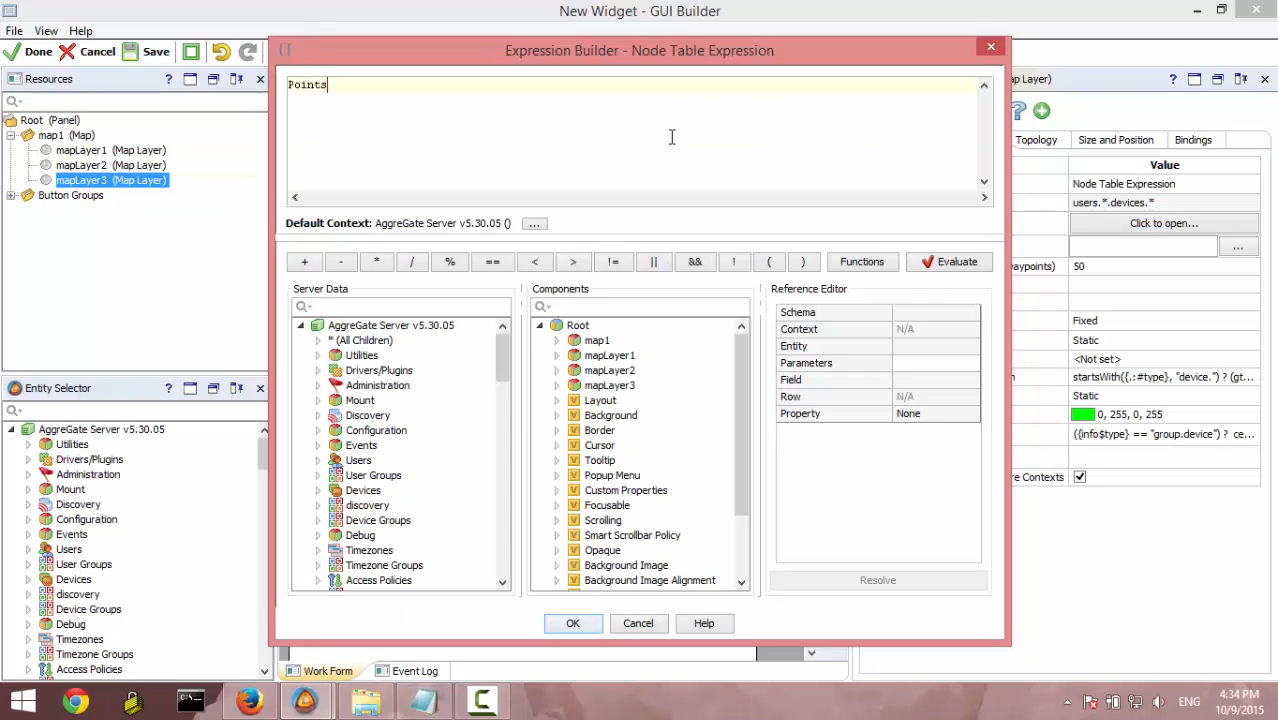 New Widget - GUI Builder
File View Help
Done Cancel Save
Resources ?
Root (Panel)
map1 (Map)
mapLayer1 (Map Layer)
mapLayer2 (Map Layer)
mapLayer3 (Map Layer)
Button Groups
Entity Selector ?
AggreGate Server v5.30.05
Utilities
Drivers/Plugins
Administration
Mount
Discovery
Configuration
Events
Users
User Groups
Devices
discovery
Device Groups
Debug
Timezones
Timezone Groups
Access Policies
Expression Builder - Node Table Expression
Points
Default Context: AggreGate Server v5.30.05 () ...
+ - * / % == < > != || && ! ( ) Functions Evaluate
Server Data
AggreGate Server v5.30.05
* (All Children)
Utilities
Drivers/Plugins
Administration
Mount
Discovery
Configuration
Events
Users
User Groups
Devices
discovery
Device Groups
Debug
Timezones
Timezone Groups
Access Policies
Components
Root
map1
mapLayer1
mapLayer2
mapLayer3
Layout
Background
Border
Cursor
Tooltip
Popup Menu
Custom Properties
Focusable
Scrolling
Smart Scrollbar Policy
Opaque
Background Image
Background Image Alignment
Reference Editor
Schema
Context N/A
Entity
Parameters
Field
Row N/A
Property None
Resolve
OK Cancel Help
Work Form Event Log
ap Layer) ?
?
Topology Size and Position Bindings
Value
Node Table Expression
users.*.devices.*
Click to open...
...
aypoints) 50
Fixed
Static
<Not set>
n startsWith({.:#type}, "device.") ? (gt...
Static
0, 255, 0, 255
({info$type} == "group.device") ? ce...
re Contexts
ENG
4:34 PM
10/9/2015